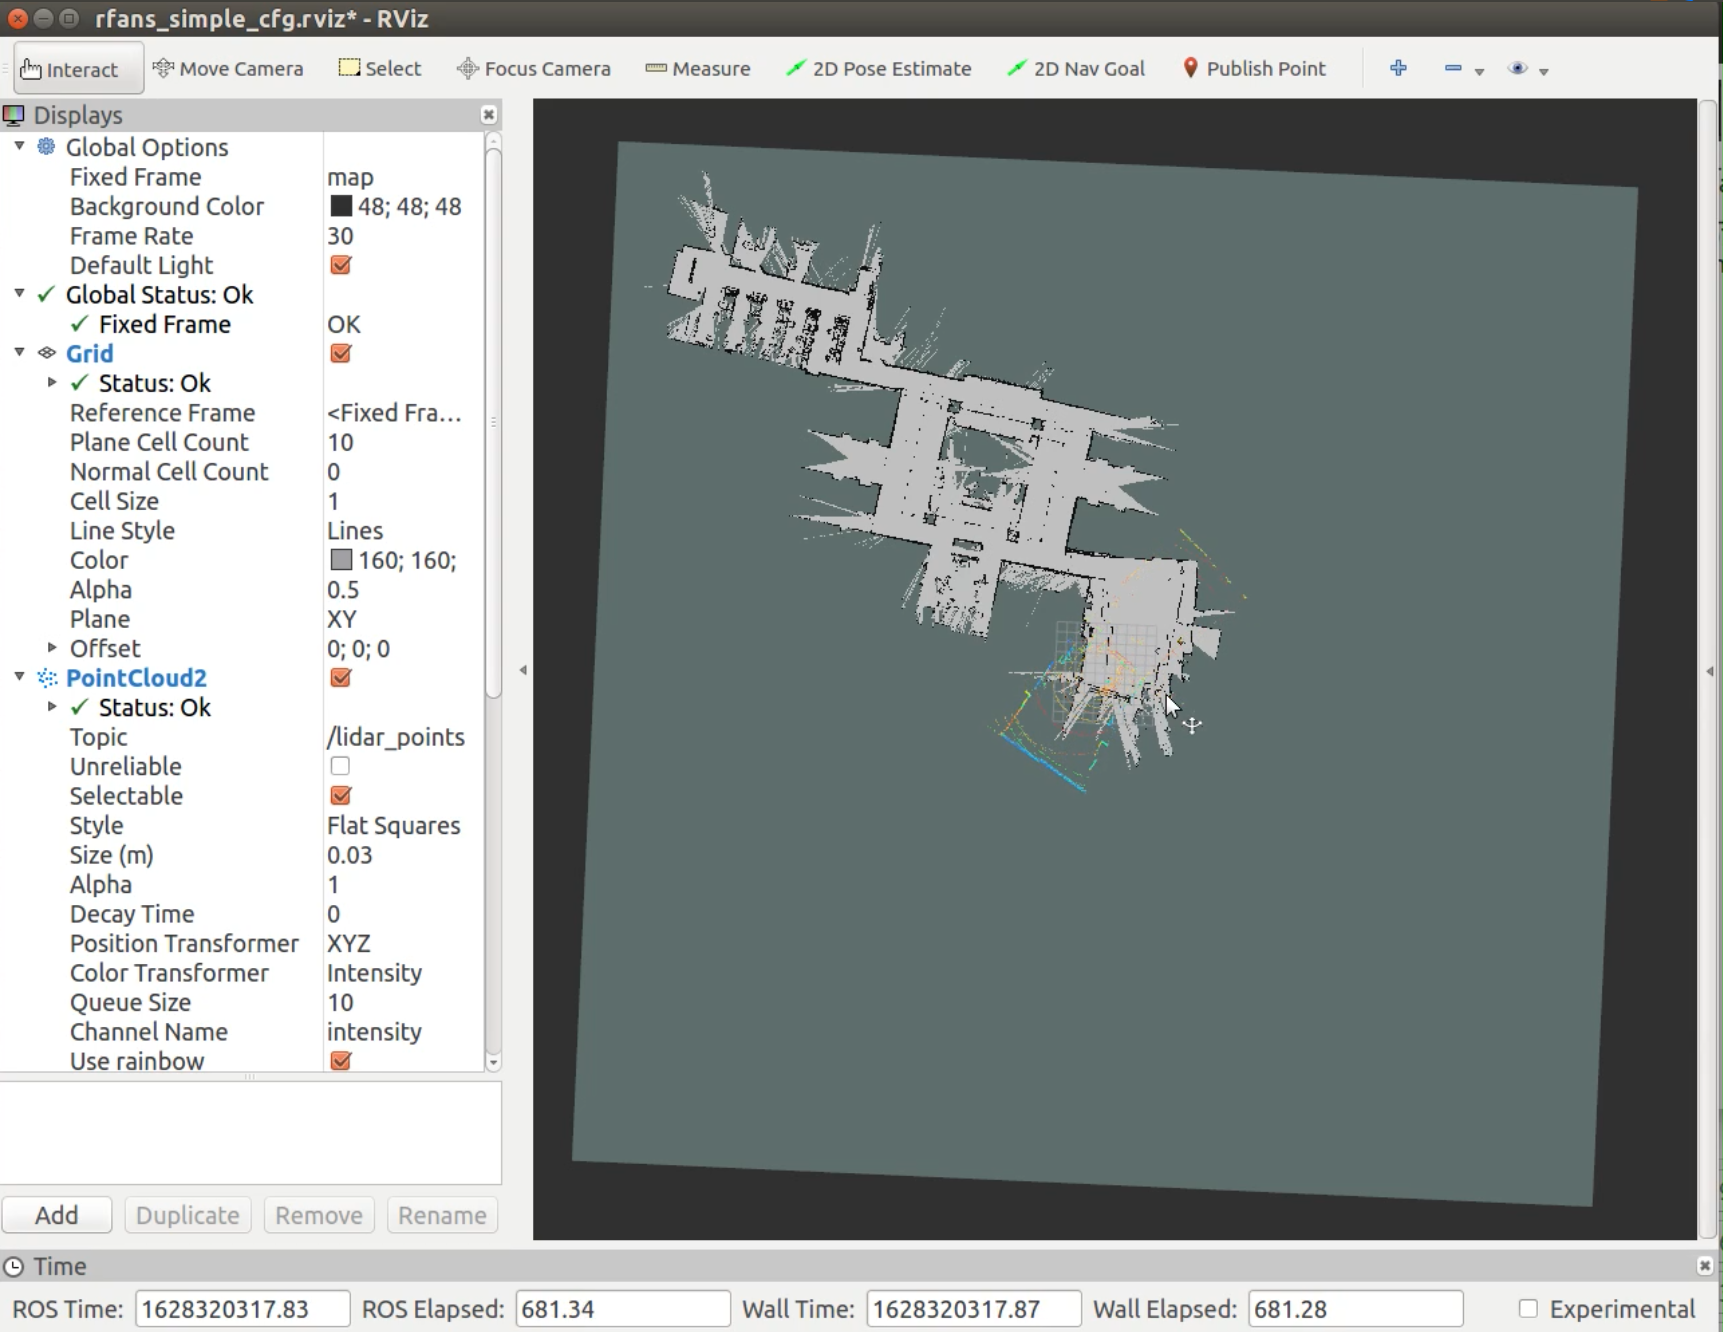 rfans_simple_cfg.rviz* - RViz
Interact Move Camera Select Focus Camera Measure 2D Pose Estimate 2D Nav Goal Publish Point
Displays
Global Options
Fixed Frame map
Background Color 48; 48; 48
Frame Rate 30
Default Light
Global Status: Ok
Fixed Frame OK
Grid
Status: Ok
Reference Frame <Fixed Fra...
Plane Cell Count 10
Normal Cell Count 0
Cell Size 1
Line Style Lines
Color 160; 160;
Alpha 0.5
Plane XY
Offset 0; 0; 0
PointCloud2
Status: Ok
Topic /lidar_points
Unreliable
Selectable
Style Flat Squares
Size (m) 0.03
Alpha 1
Decay Time 0
Position Transformer XYZ
Color Transformer Intensity
Queue Size 10
Channel Name intensity
Use rainbow
Add Duplicate Remove Rename
Time
ROS Time: 1628320317.83 ROS Elapsed: 681.34 Wall Time: 1628320317.87 Wall Elapsed: 681.28 Experimental